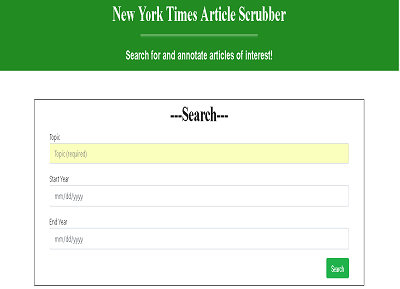 New York Times Article Scrubber
Search for and annotate articles of interest!
---Search---
Topic
Topic (required)
Start Year
mm/dd/yyyy
End Year
mm/dd/yyyy
Search